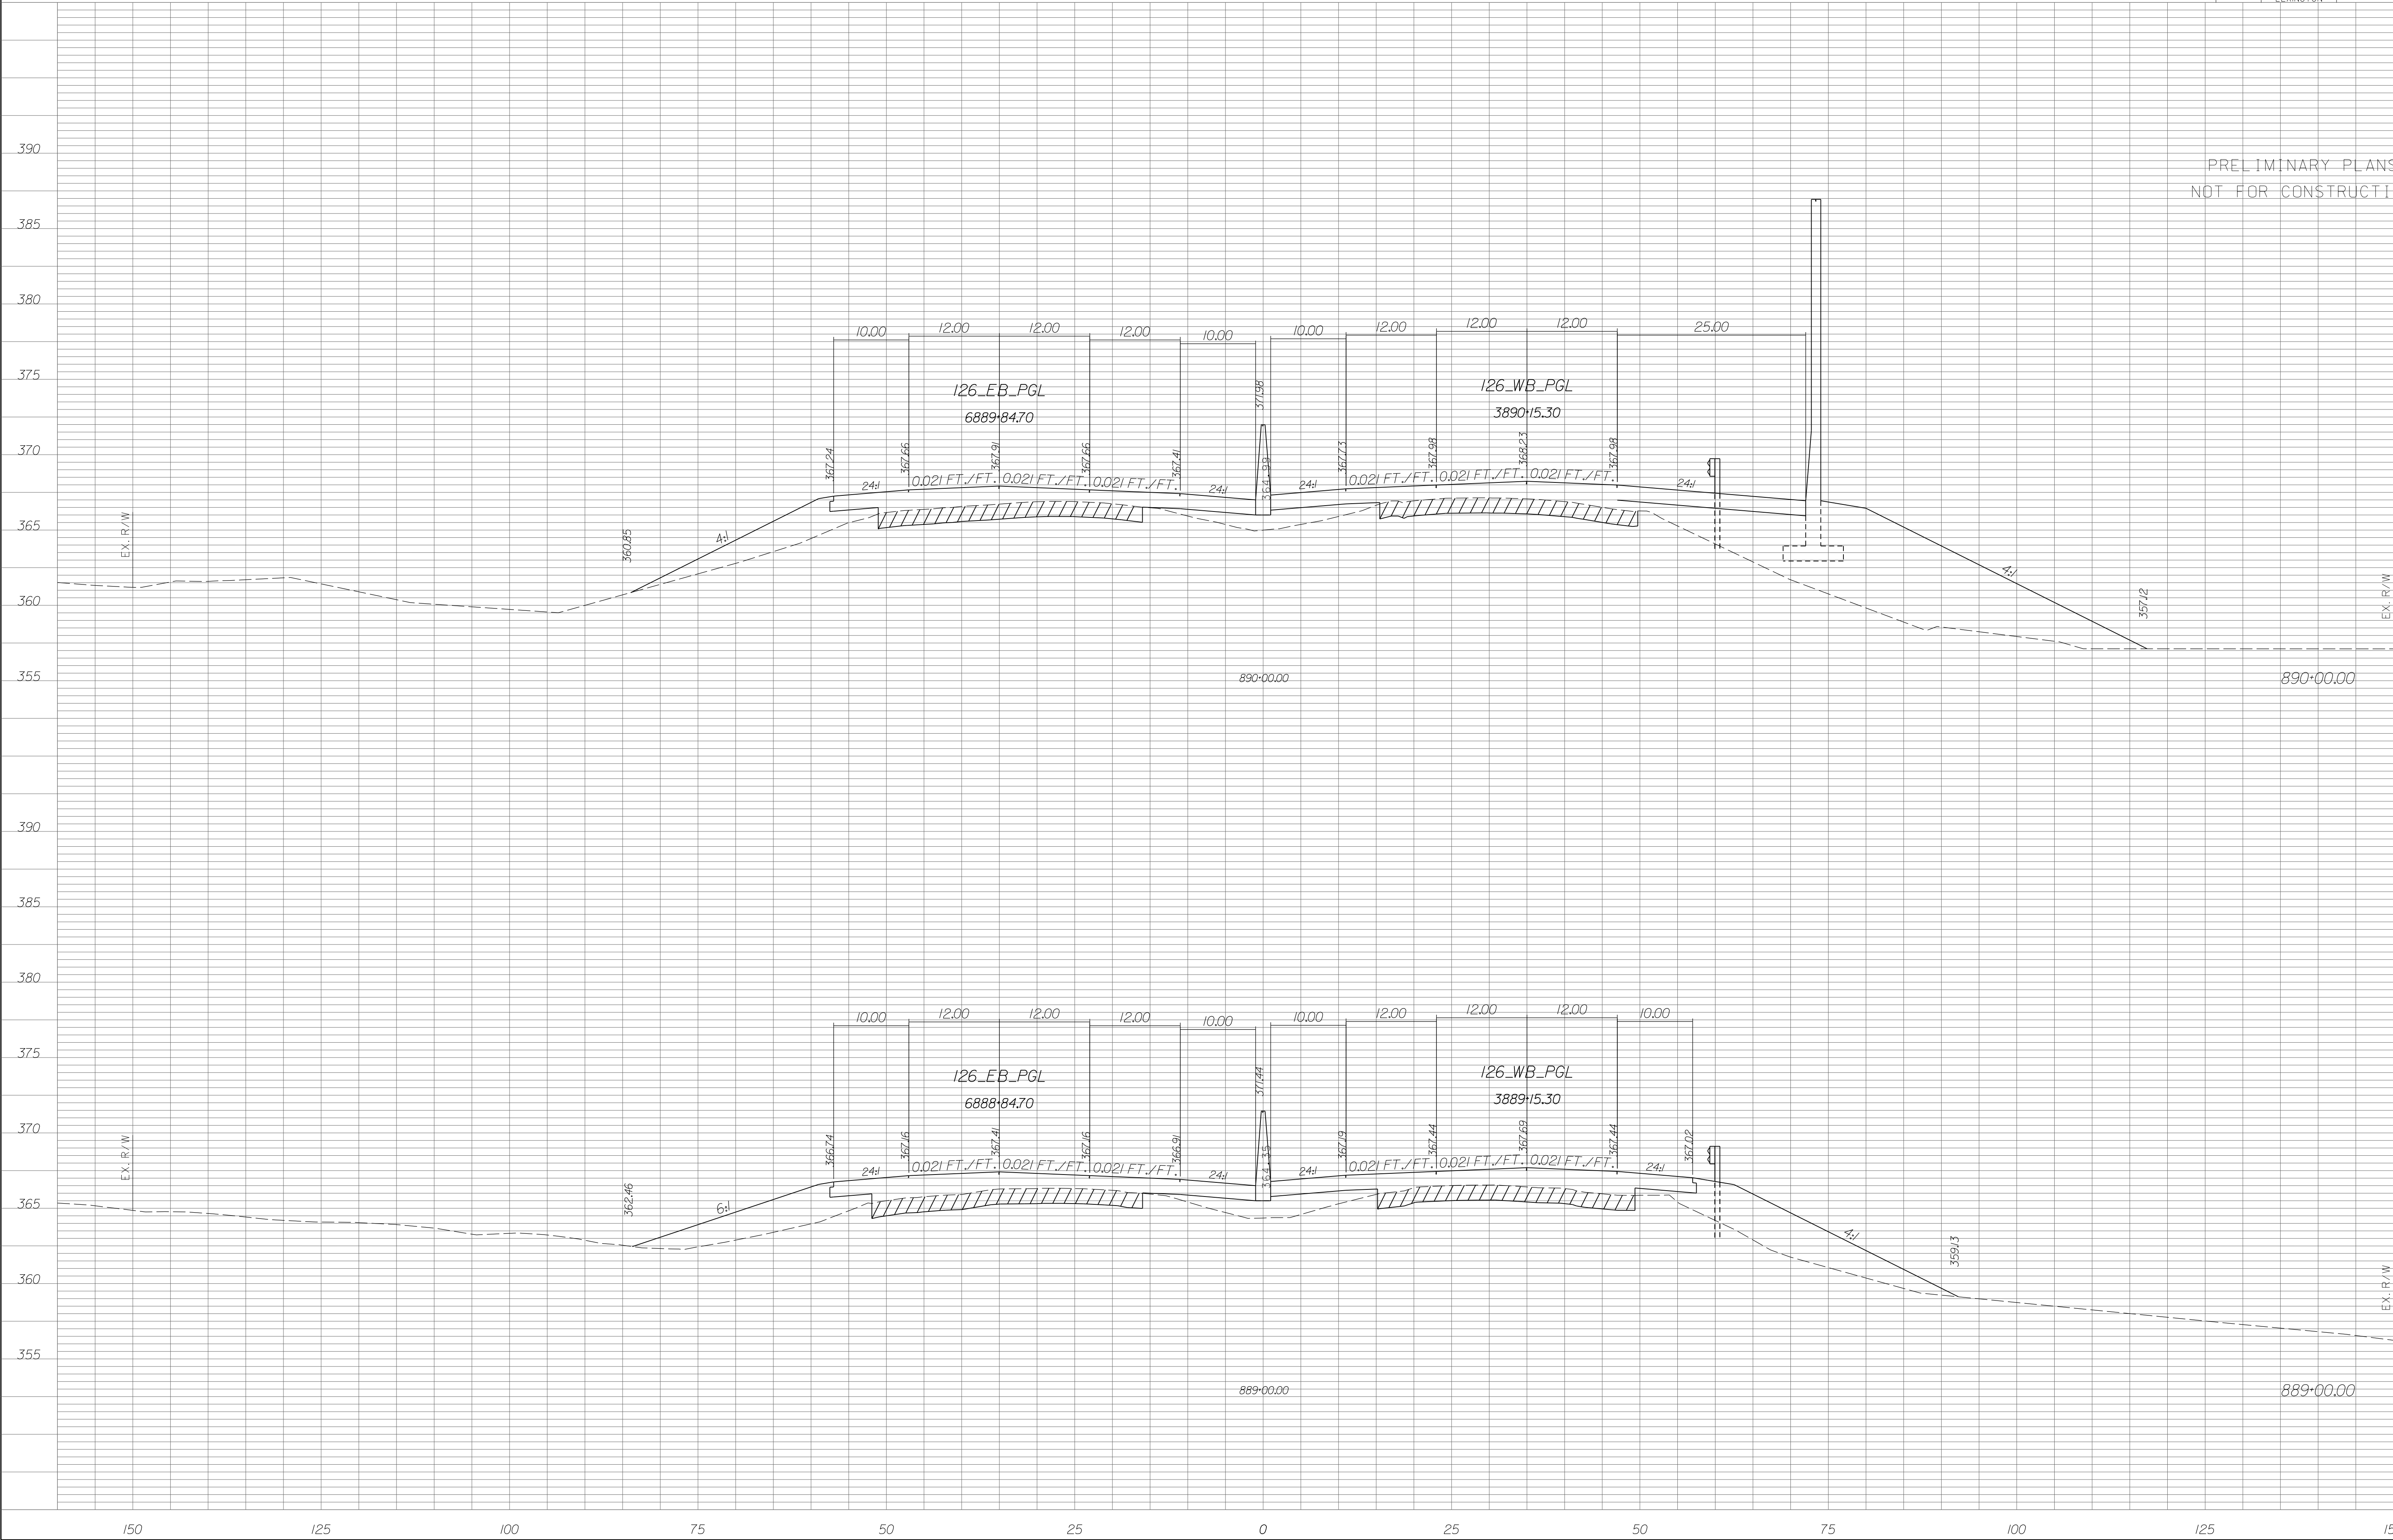 PRELIMINARY PLANS
NOT FOR CONSTRUCTI
390
385
380
375
370
365
360
355
10.00 12.00 12.00 12.00 10.00 10.00 12.00 12.00 12.00 25.00
126_EB_PGL
6889+84.70
126_WB_PGL
3890+15.30
371.98
367.24 367.66 367.91 367.66 367.41 364.99 367.73 367.98 368.23 367.98
24:1 0.021 FT./FT. 0.021 FT./FT. 0.021 FT./FT. 24:1 24:1 0.021 FT./FT. 0.021 FT./FT. 0.021 FT./FT. 24:1
EX. R/W
360.85
4:1
4:1
357.12
EX. R/W
890+00.00
890+00.00
390
385
380
375
370
365
360
355
10.00 12.00 12.00 12.00 10.00 10.00 12.00 12.00 12.00 10.00
126_EB_PGL
6888+84.70
126_WB_PGL
3889+15.30
371.44
366.74 367.16 367.41 367.16 366.91 364.35 367.19 367.44 367.69 367.44 367.02
24:1 0.021 FT./FT. 0.021 FT./FT. 0.021 FT./FT. 24:1 24:1 0.021 FT./FT. 0.021 FT./FT. 0.021 FT./FT. 24:1
EX. R/W
362.46
6:1
4:1
359.13
EX. R/W
889+00.00
889+00.00
150 125 100 75 50 25 0 25 50 75 100 125 15